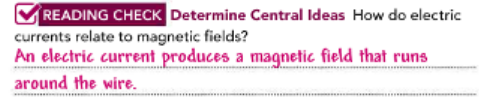 READING CHECK Determine Central Ideas How do electric
currents relate to magnetic fields?
An electric current produces a magnetic field that runs
around the wire.